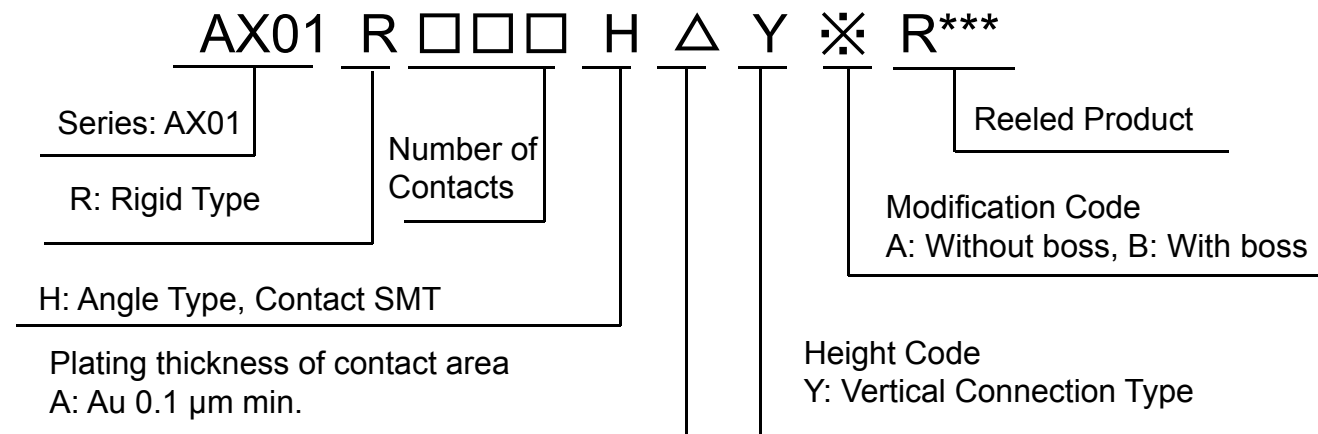 AX01 R □□□ H △ Y ※ R***
Series: AX01
Number of
Contacts
Reeled Product
R: Rigid Type
Modification Code
A: Without boss, B: With boss
H: Angle Type, Contact SMT
Plating thickness of contact area
A: Au 0.1 µm min.
Height Code
Y: Vertical Connection Type